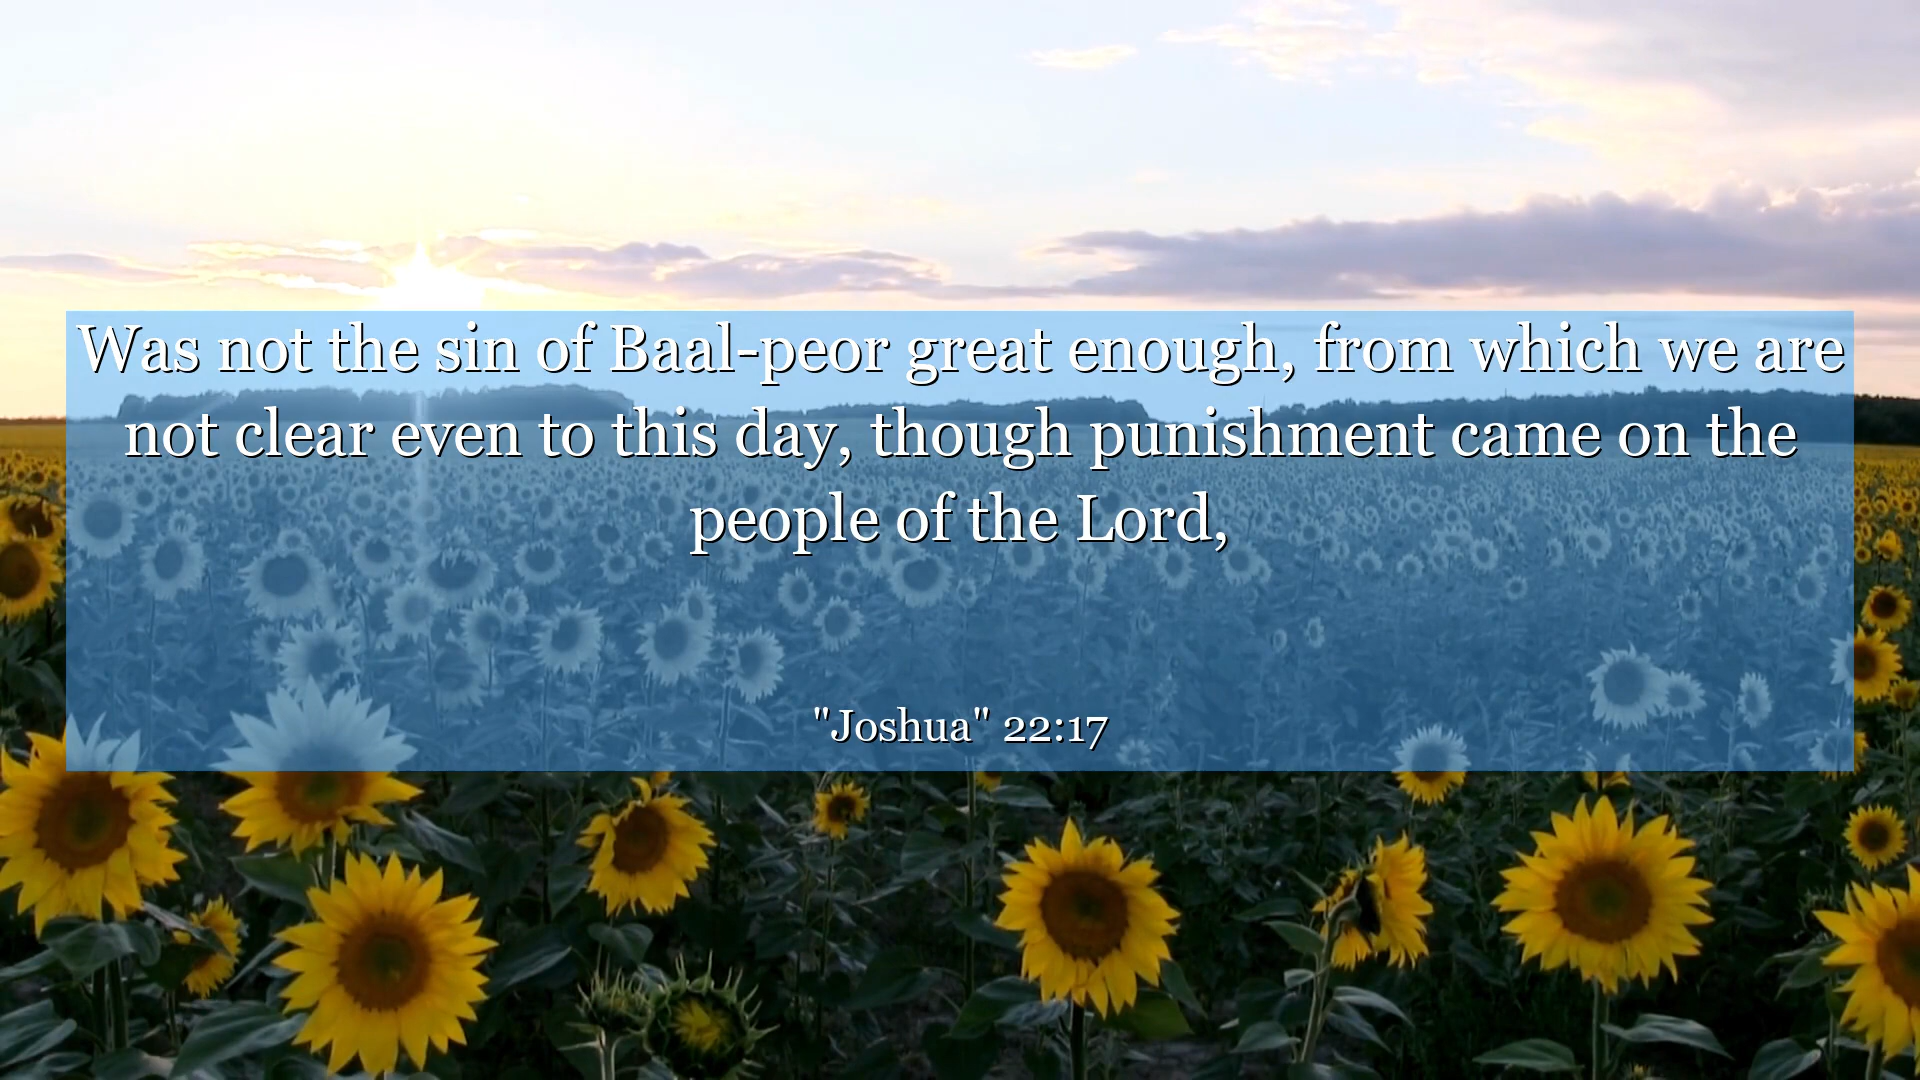 Was not the sin of Baal-peor great enough, from which we are
not clear even to this day, though punishment came on the
people of the Lord,
"Joshua" 22:17